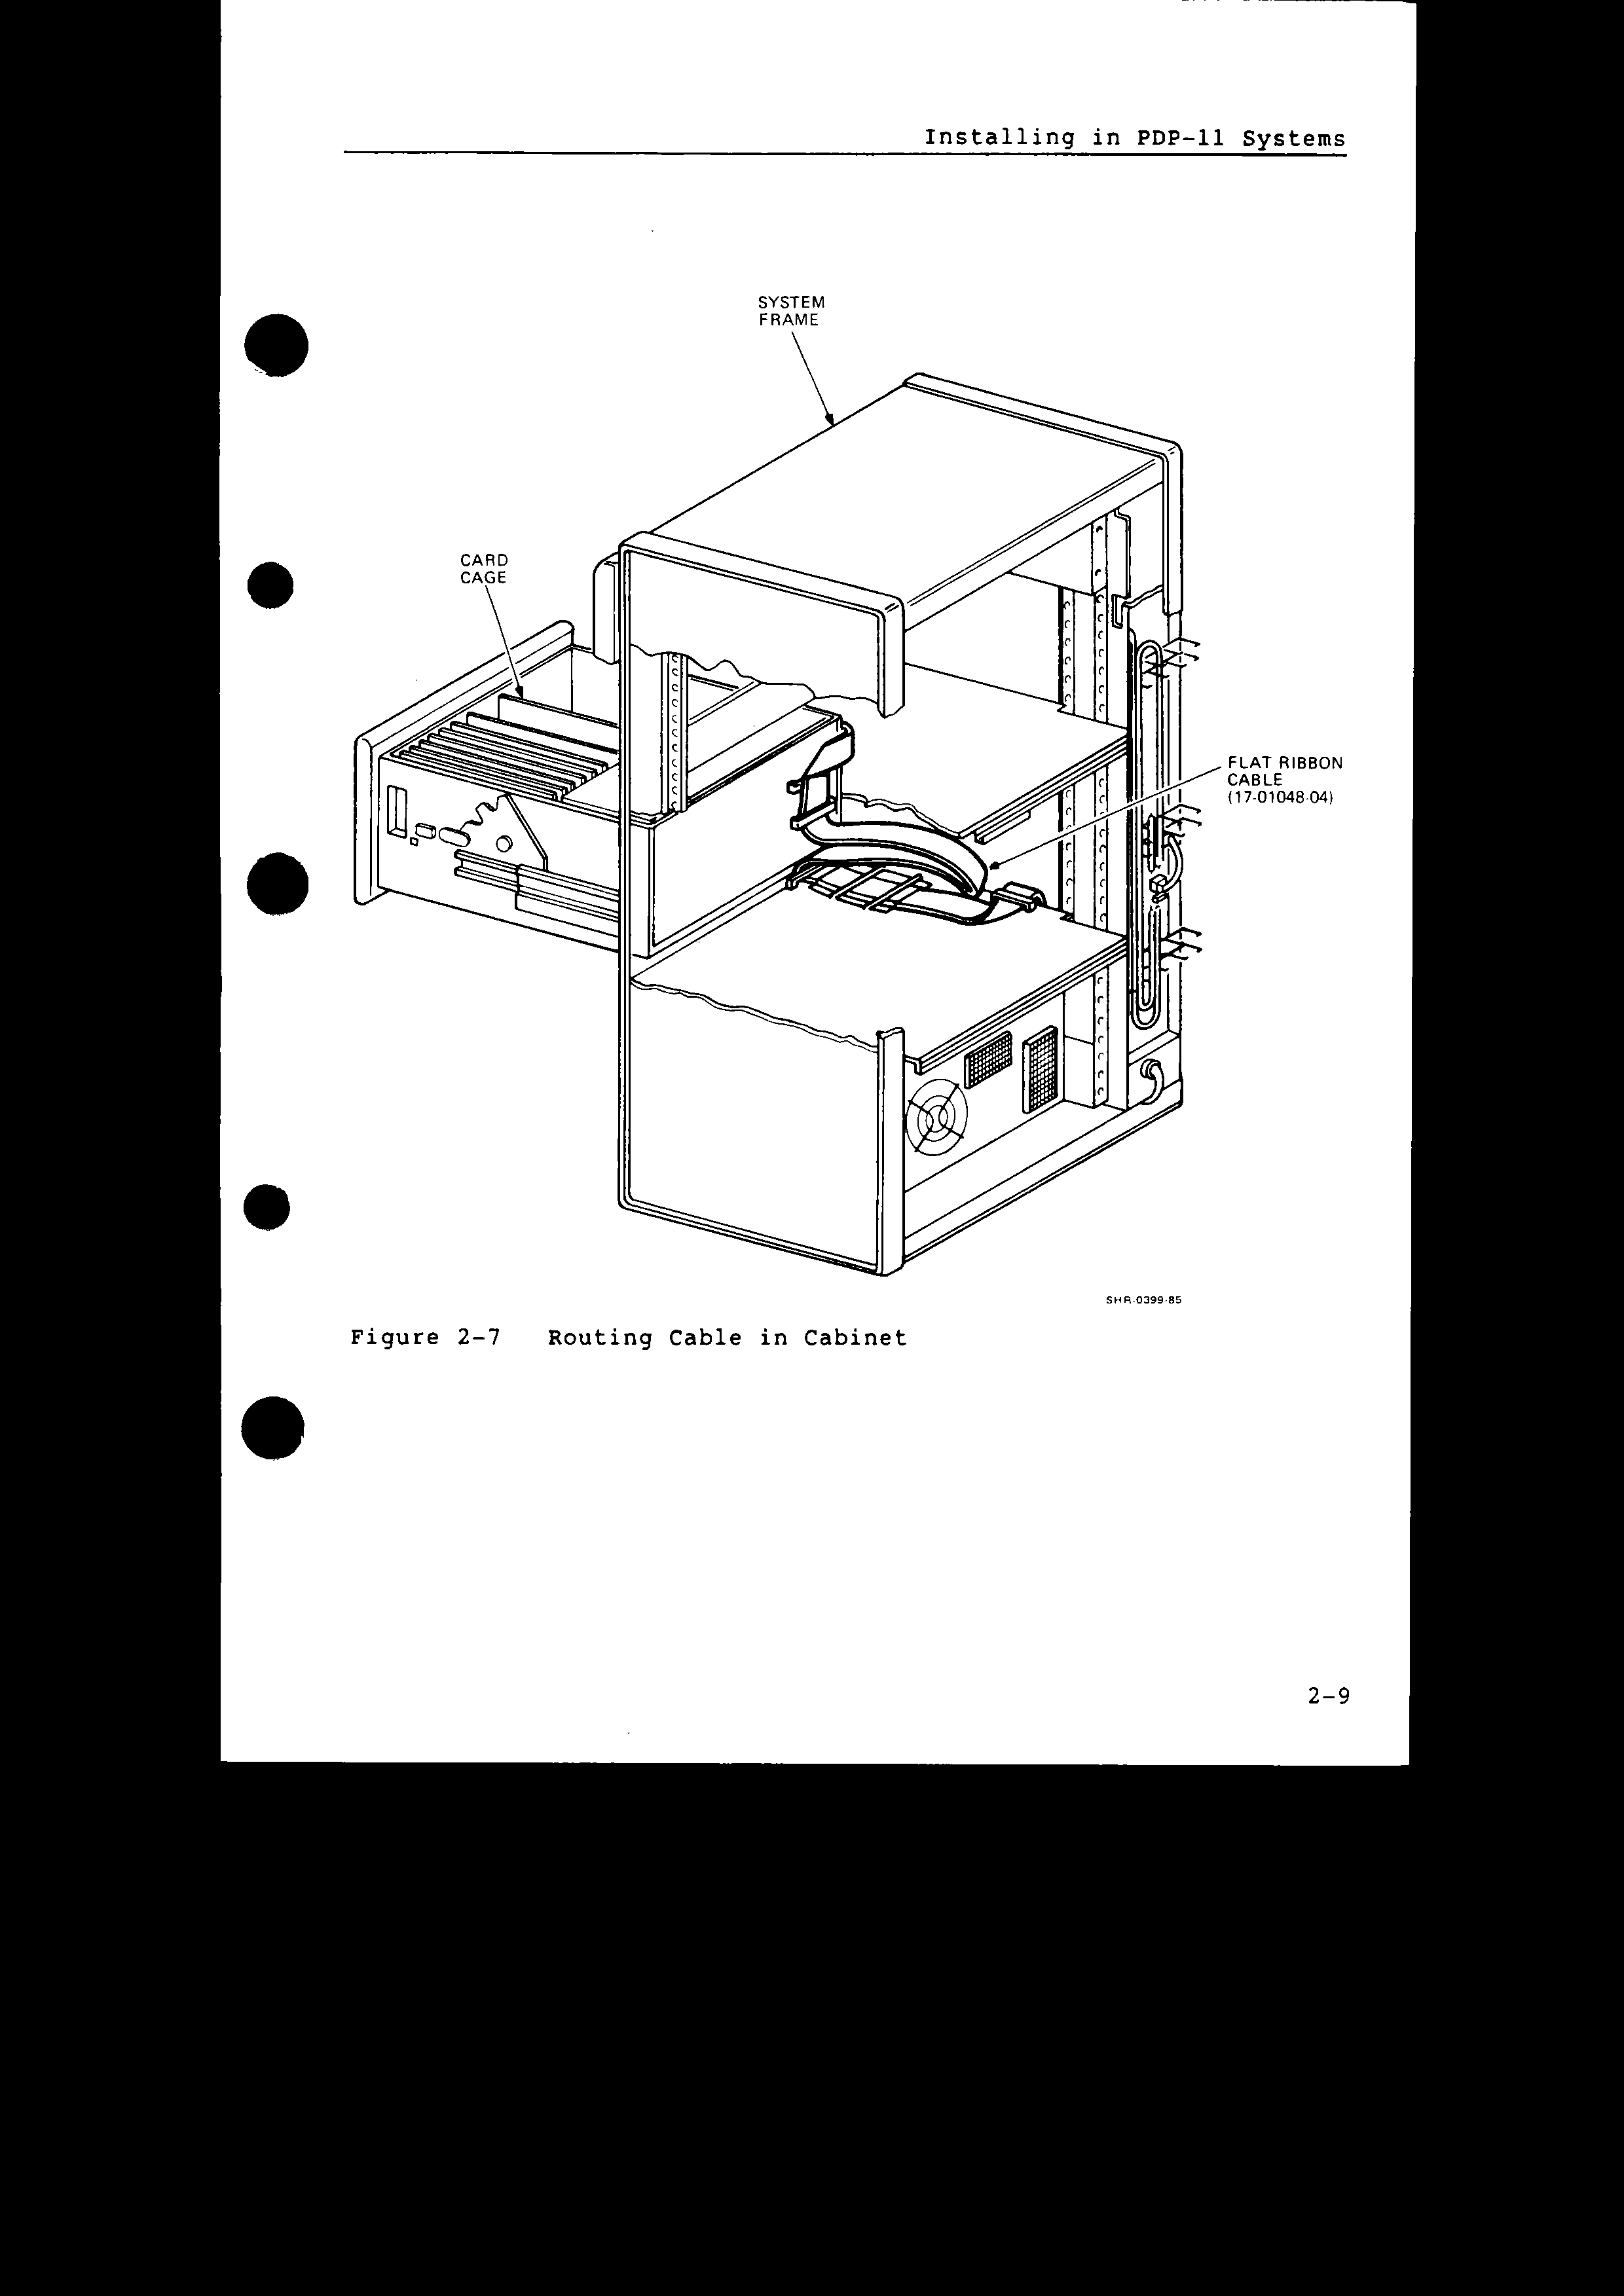 Installing in PDP-11 Systems
SYSTEM
FRAME
CARD
CAGE
FLAT RIBBON
CABLE
(17-01048-04)
SHR-0399-85
Figure 2-7   Routing Cable in Cabinet
2-9